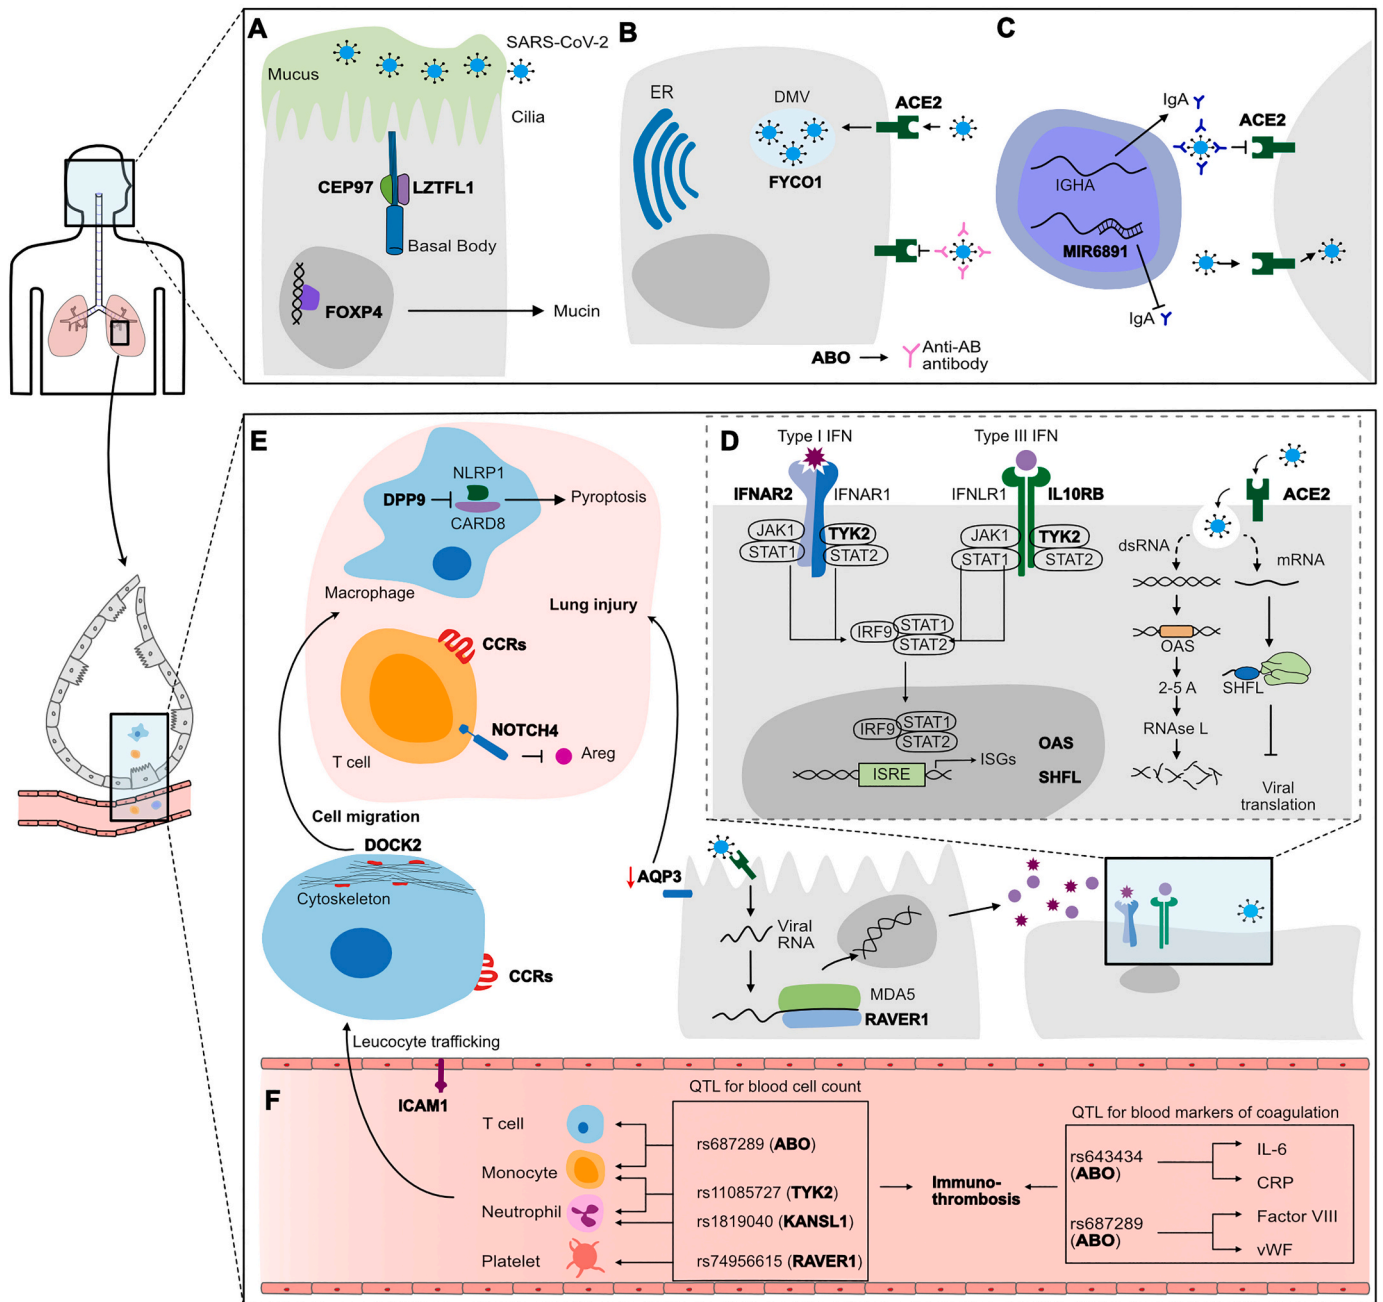 A
SARS-CoV-2
Mucus
Cilia
CEP97
LZTFL1
Basal Body
FOXP4
Mucin
B
ER
DMV
ACE2
FYCO1
ABO
Anti-AB
antibody
C
IgA
ACE2
IGHA
MIR6891
IgA
E
NLRP1
DPP9
CARD8
Pyroptosis
Macrophage
Lung injury
CCRs
NOTCH4
Areg
T cell
Cell migration
DOCK2
Cytoskeleton
CCRs
Leucocyte trafficking
D
Type I IFN
Type III IFN
IFNAR2
IFNAR1
IFNLR1
IL10RB
ACE2
JAK1
TYK2
JAK1
TYK2
STAT1
STAT2
STAT1
STAT2
dsRNA
mRNA
IRF9
STAT1
STAT2
OAS
2-5 A
SHFL
RNAse L
IRF9
STAT1
STAT2
OAS
ISRE
ISGs
SHFL
Viral
translation
AQP3
Viral
RNA
MDA5
RAVER1
F
ICAM1
QTL for blood cell count
T cell
Monocyte
Neutrophil
Platelet
rs687289 (ABO)
rs11085727 (TYK2)
rs1819040 (KANSL1)
rs74956615 (RAVER1)
Immuno-
thrombosis
QTL for blood markers of coagulation
rs643434
(ABO)
IL-6
CRP
rs687289
(ABO)
Factor VIII
vWF